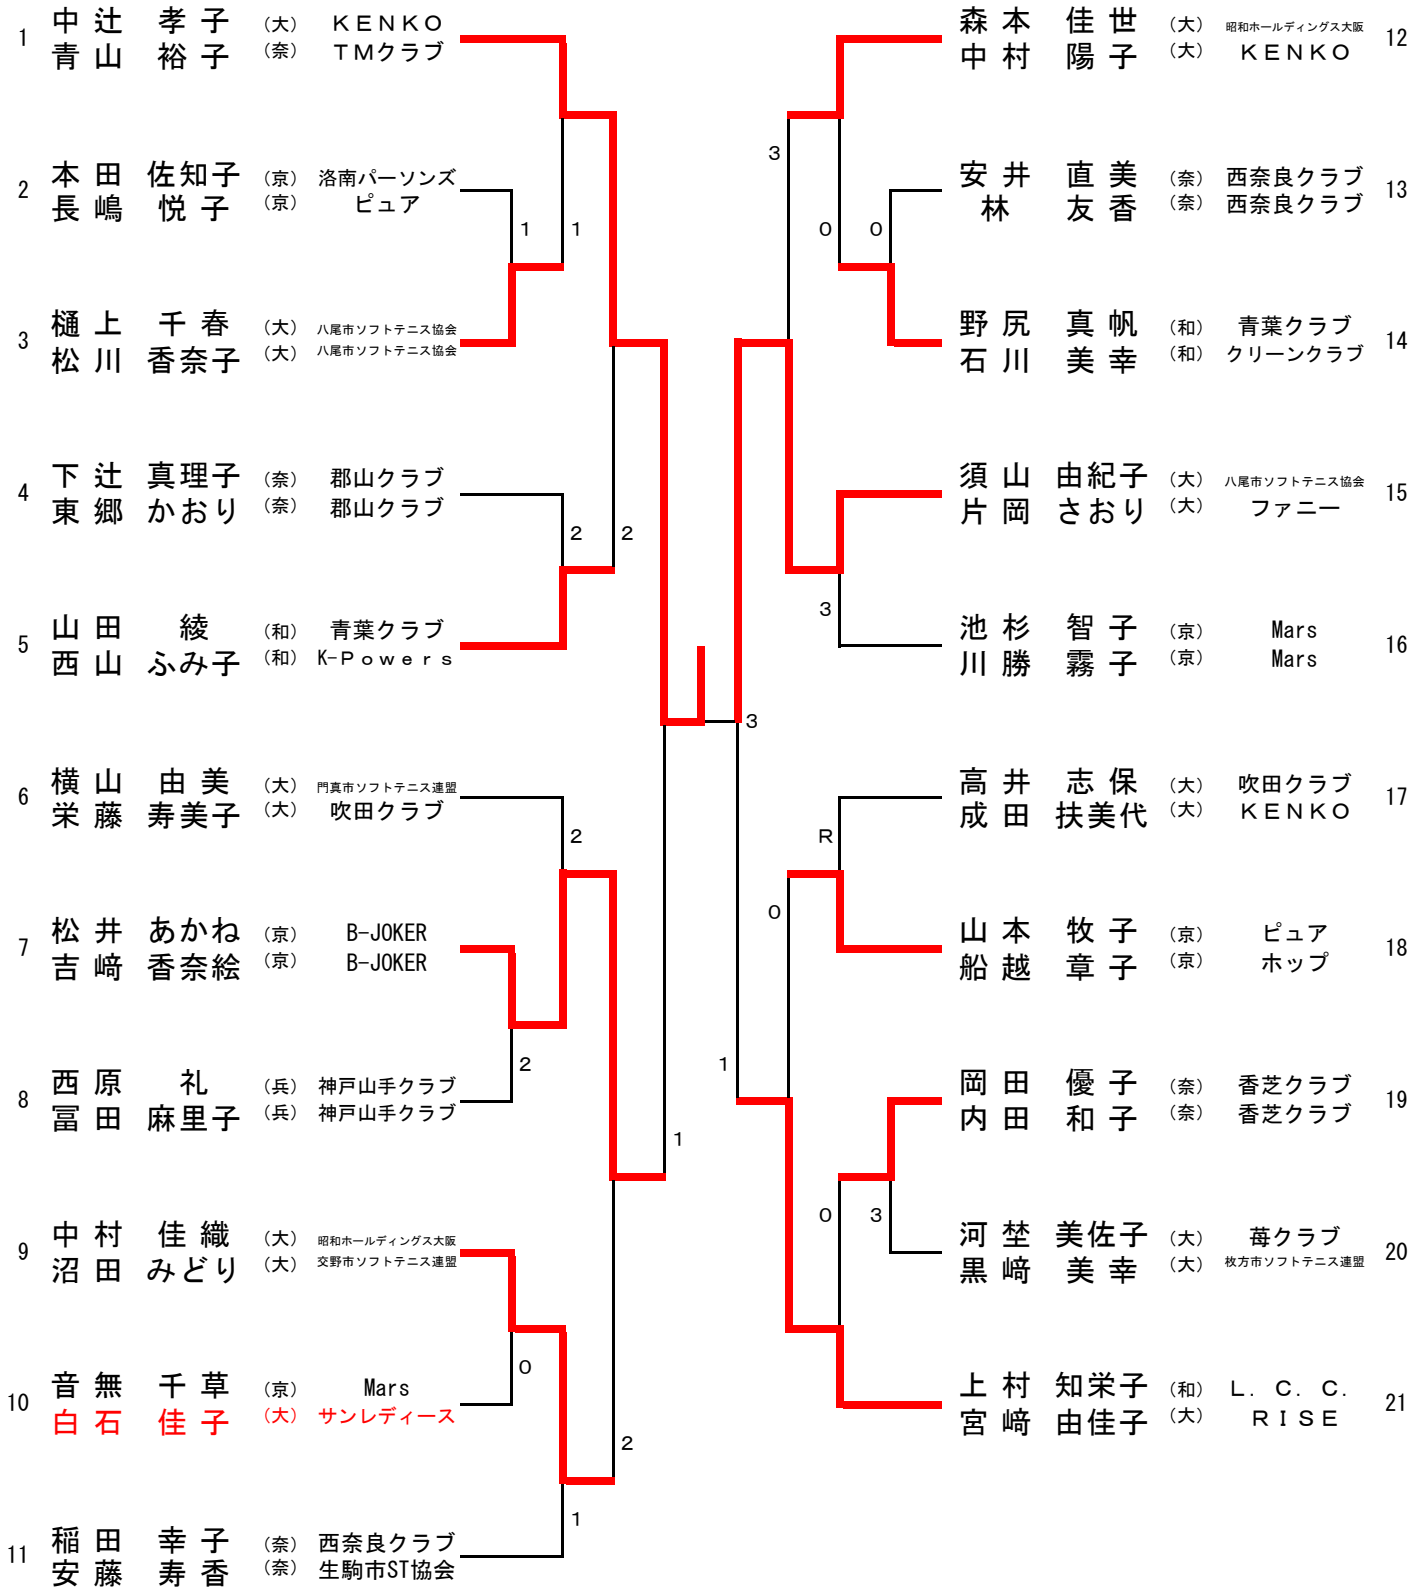 1 中辻 孝子 (大) ＫＥＮＫＯ
青山 裕子 (奈) ＴＭクラブ
2 本田 佐知子 (京) 洛南パーソンズ
長嶋 悦子 (京) ピュア
1 1
3 樋上 千春 (大) 八尾市ソフトテニス協会
松川 香奈子 (大) 八尾市ソフトテニス協会
4 下辻 真理子 (奈) 郡山クラブ
東郷 かおり (奈) 郡山クラブ
2 2
5 山田 綾 (和) 青葉クラブ
西山 ふみ子 (和) K-Ｐｏｗｅｒｓ
6 横山 由美 (大) 門真市ソフトテニス連盟
栄藤 寿美子 (大) 吹田クラブ
2
7 松井 あかね (京) B-JOKER
吉﨑 香奈絵 (京) B-JOKER
2
8 西原 礼 (兵) 神戸山手クラブ
冨田 麻里子 (兵) 神戸山手クラブ
1
9 中村 佳織 (大) 昭和ホールディングス大阪
沼田 みどり (大) 交野市ソフトテニス連盟
0
10 音無 千草 (京) Mars
白石 佳子 (大) サンレディース
2
1
11 稲田 幸子 (奈) 西奈良クラブ
安藤 寿香 (奈) 生駒市ST協会
3
森本 佳世 (大) 昭和ホールディングス大阪 12
中村 陽子 (大) ＫＥＮＫＯ
3
安井 直美 (奈) 西奈良クラブ 13
林 友香 (奈) 西奈良クラブ
0 0
野尻 真帆 (和) 青葉クラブ 14
石川 美幸 (和) クリーンクラブ
須山 由紀子 (大) 八尾市ソフトテニス協会 15
片岡 さおり (大) ファニー
3
池杉 智子 (京) Mars 16
川勝 霧子 (京) Mars
高井 志保 (大) 吹田クラブ 17
成田 扶美代 (大) ＫＥＮＫＯ
R
0
山本 牧子 (京) ピュア 18
船越 章子 (京) ホップ
1
岡田 優子 (奈) 香芝クラブ 19
内田 和子 (奈) 香芝クラブ
0 3
河埜 美佐子 (大) 苺クラブ 20
黒﨑 美幸 (大) 枚方市ソフトテニス連盟
上村 知栄子 (和) Ｌ．Ｃ．Ｃ． 21
宮﨑 由佳子 (大) ＲＩＳＥ